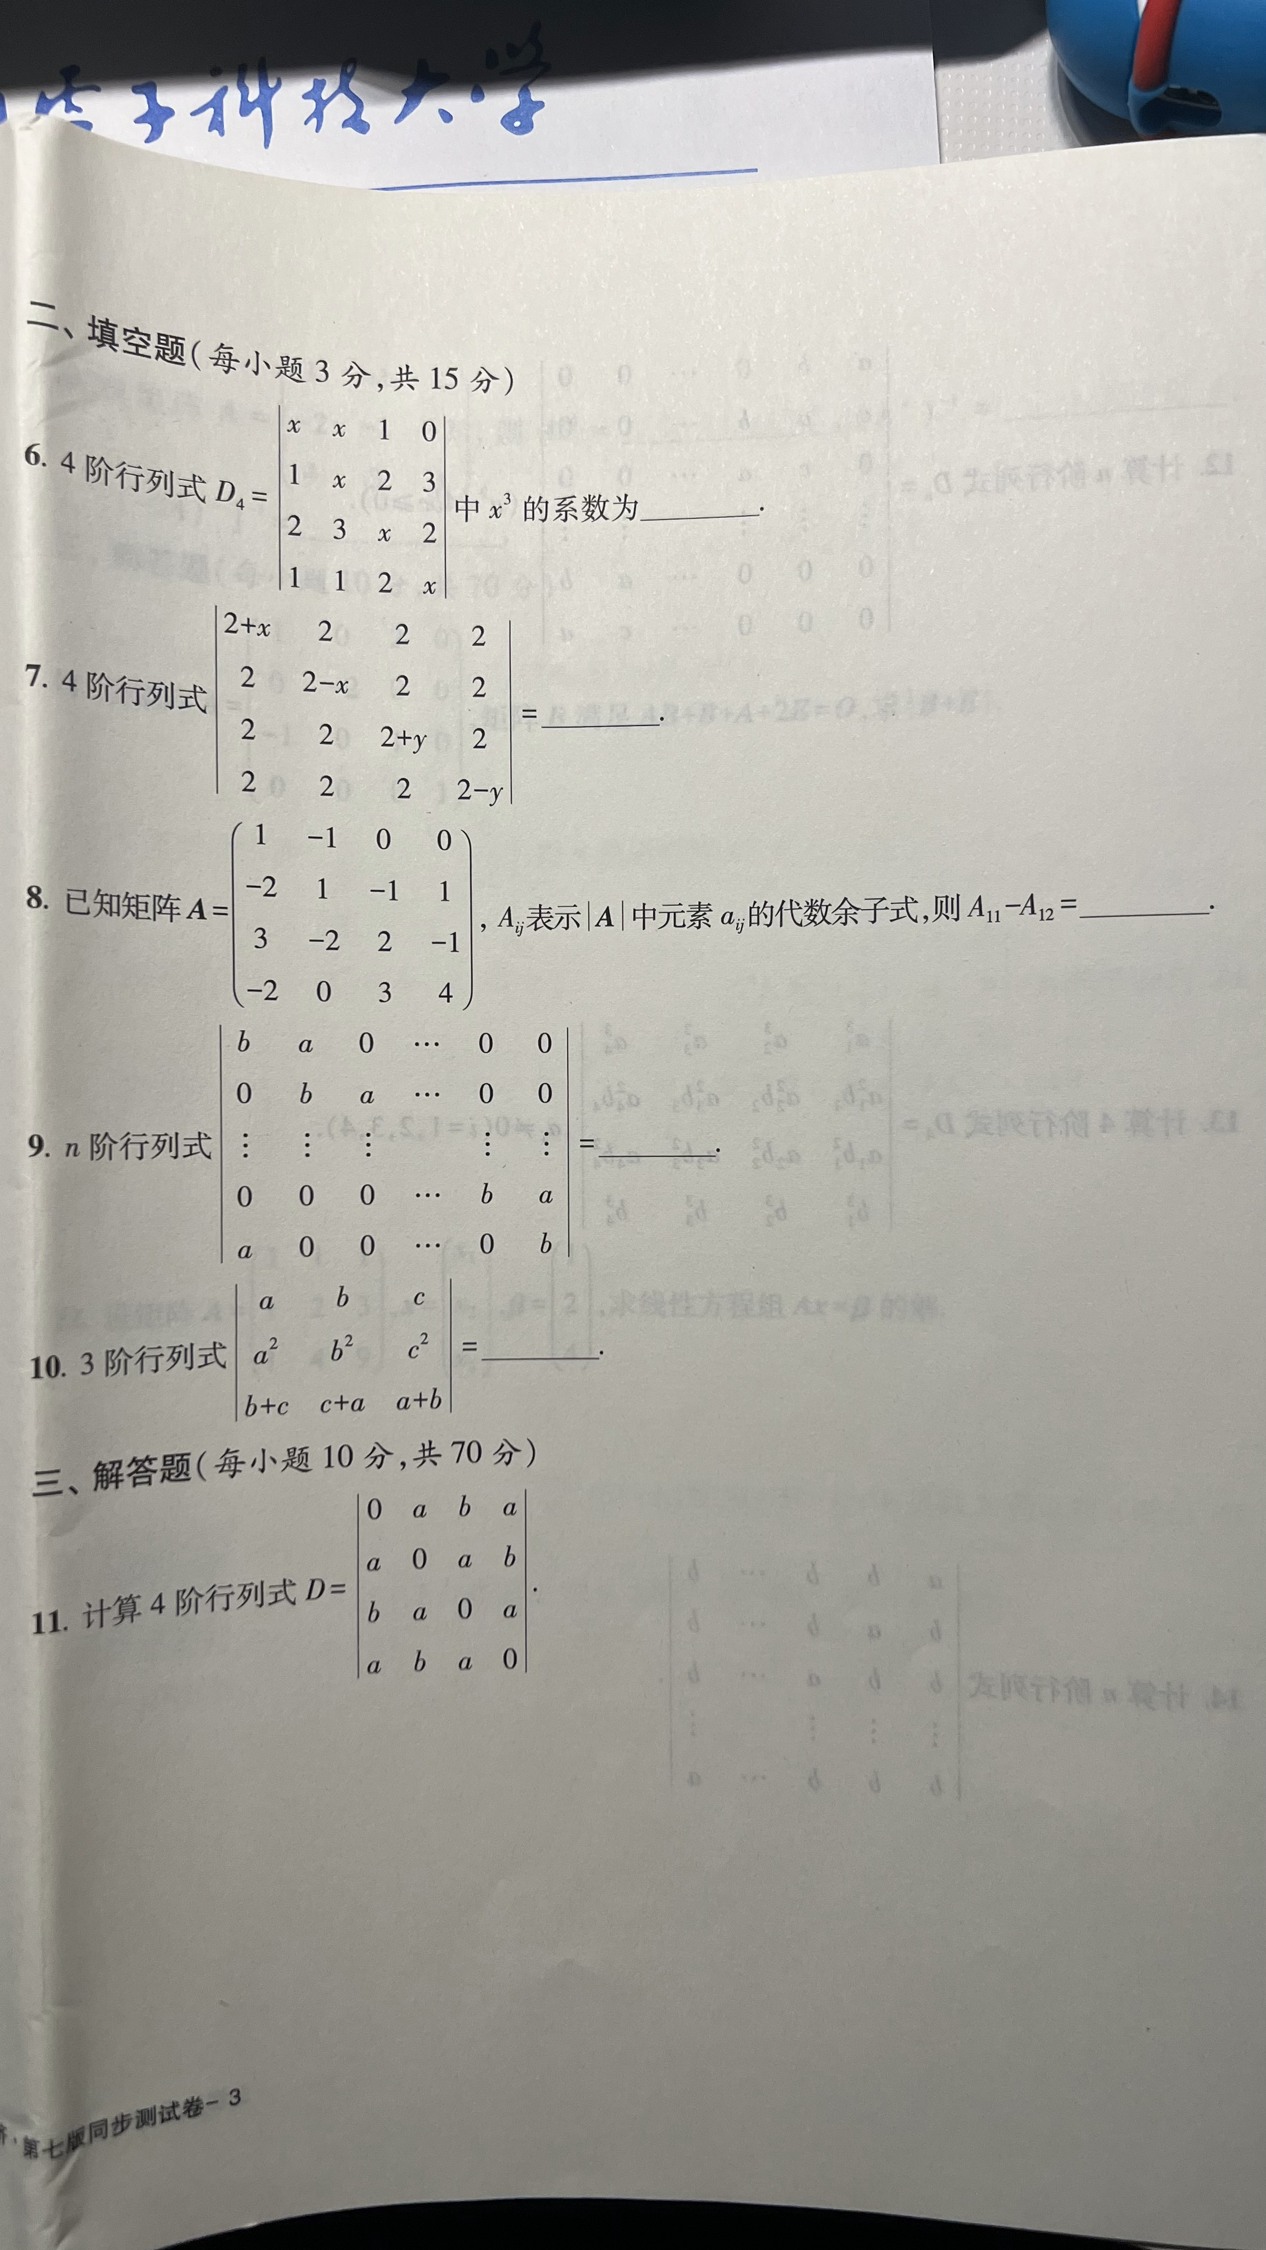 电子科技大学
二、填空题(每小题3分,共15分)
6. 4阶行列式 D₄=
x x 1 0
1 x 2 3
2 3 x 2
1 1 2 x
中 x³ 的系数为______.
7. 4阶行列式
2+x 2 2 2
2 2-x 2 2
2 2 2+y 2
2 2 2 2-y
=______.
8. 已知矩阵 A=
1 -1 0 0
-2 1 -1 1
3 -2 2 -1
-2 0 3 4
, Aᵢⱼ表示|A|中元素 aᵢⱼ的代数余子式,则 A₁₁-A₁₂=______.
9. n阶行列式
b a 0 … 0 0
0 b a … 0 0
⋮ ⋮ ⋮ ⋮ ⋮
0 0 0 … b a
a 0 0 … 0 b
=______.
10. 3阶行列式
a b c
a² b² c²
b+c c+a a+b
=______.
三、解答题(每小题10分,共70分)
11. 计算4阶行列式 D=
0 a b a
a 0 a b
b a 0 a
a b a 0
.
第七版同步测试卷-3